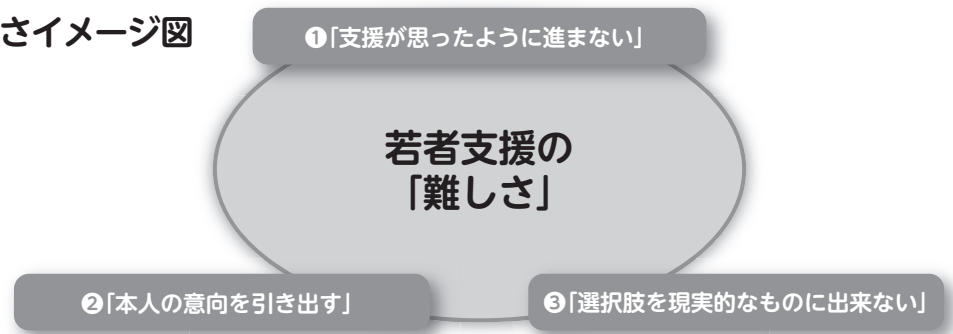 さイメージ図
❶「支援が思ったように進まない」
若者支援の
「難しさ」
❷「本人の意向を引き出す」
❸「選択肢を現実的なものに出来ない」